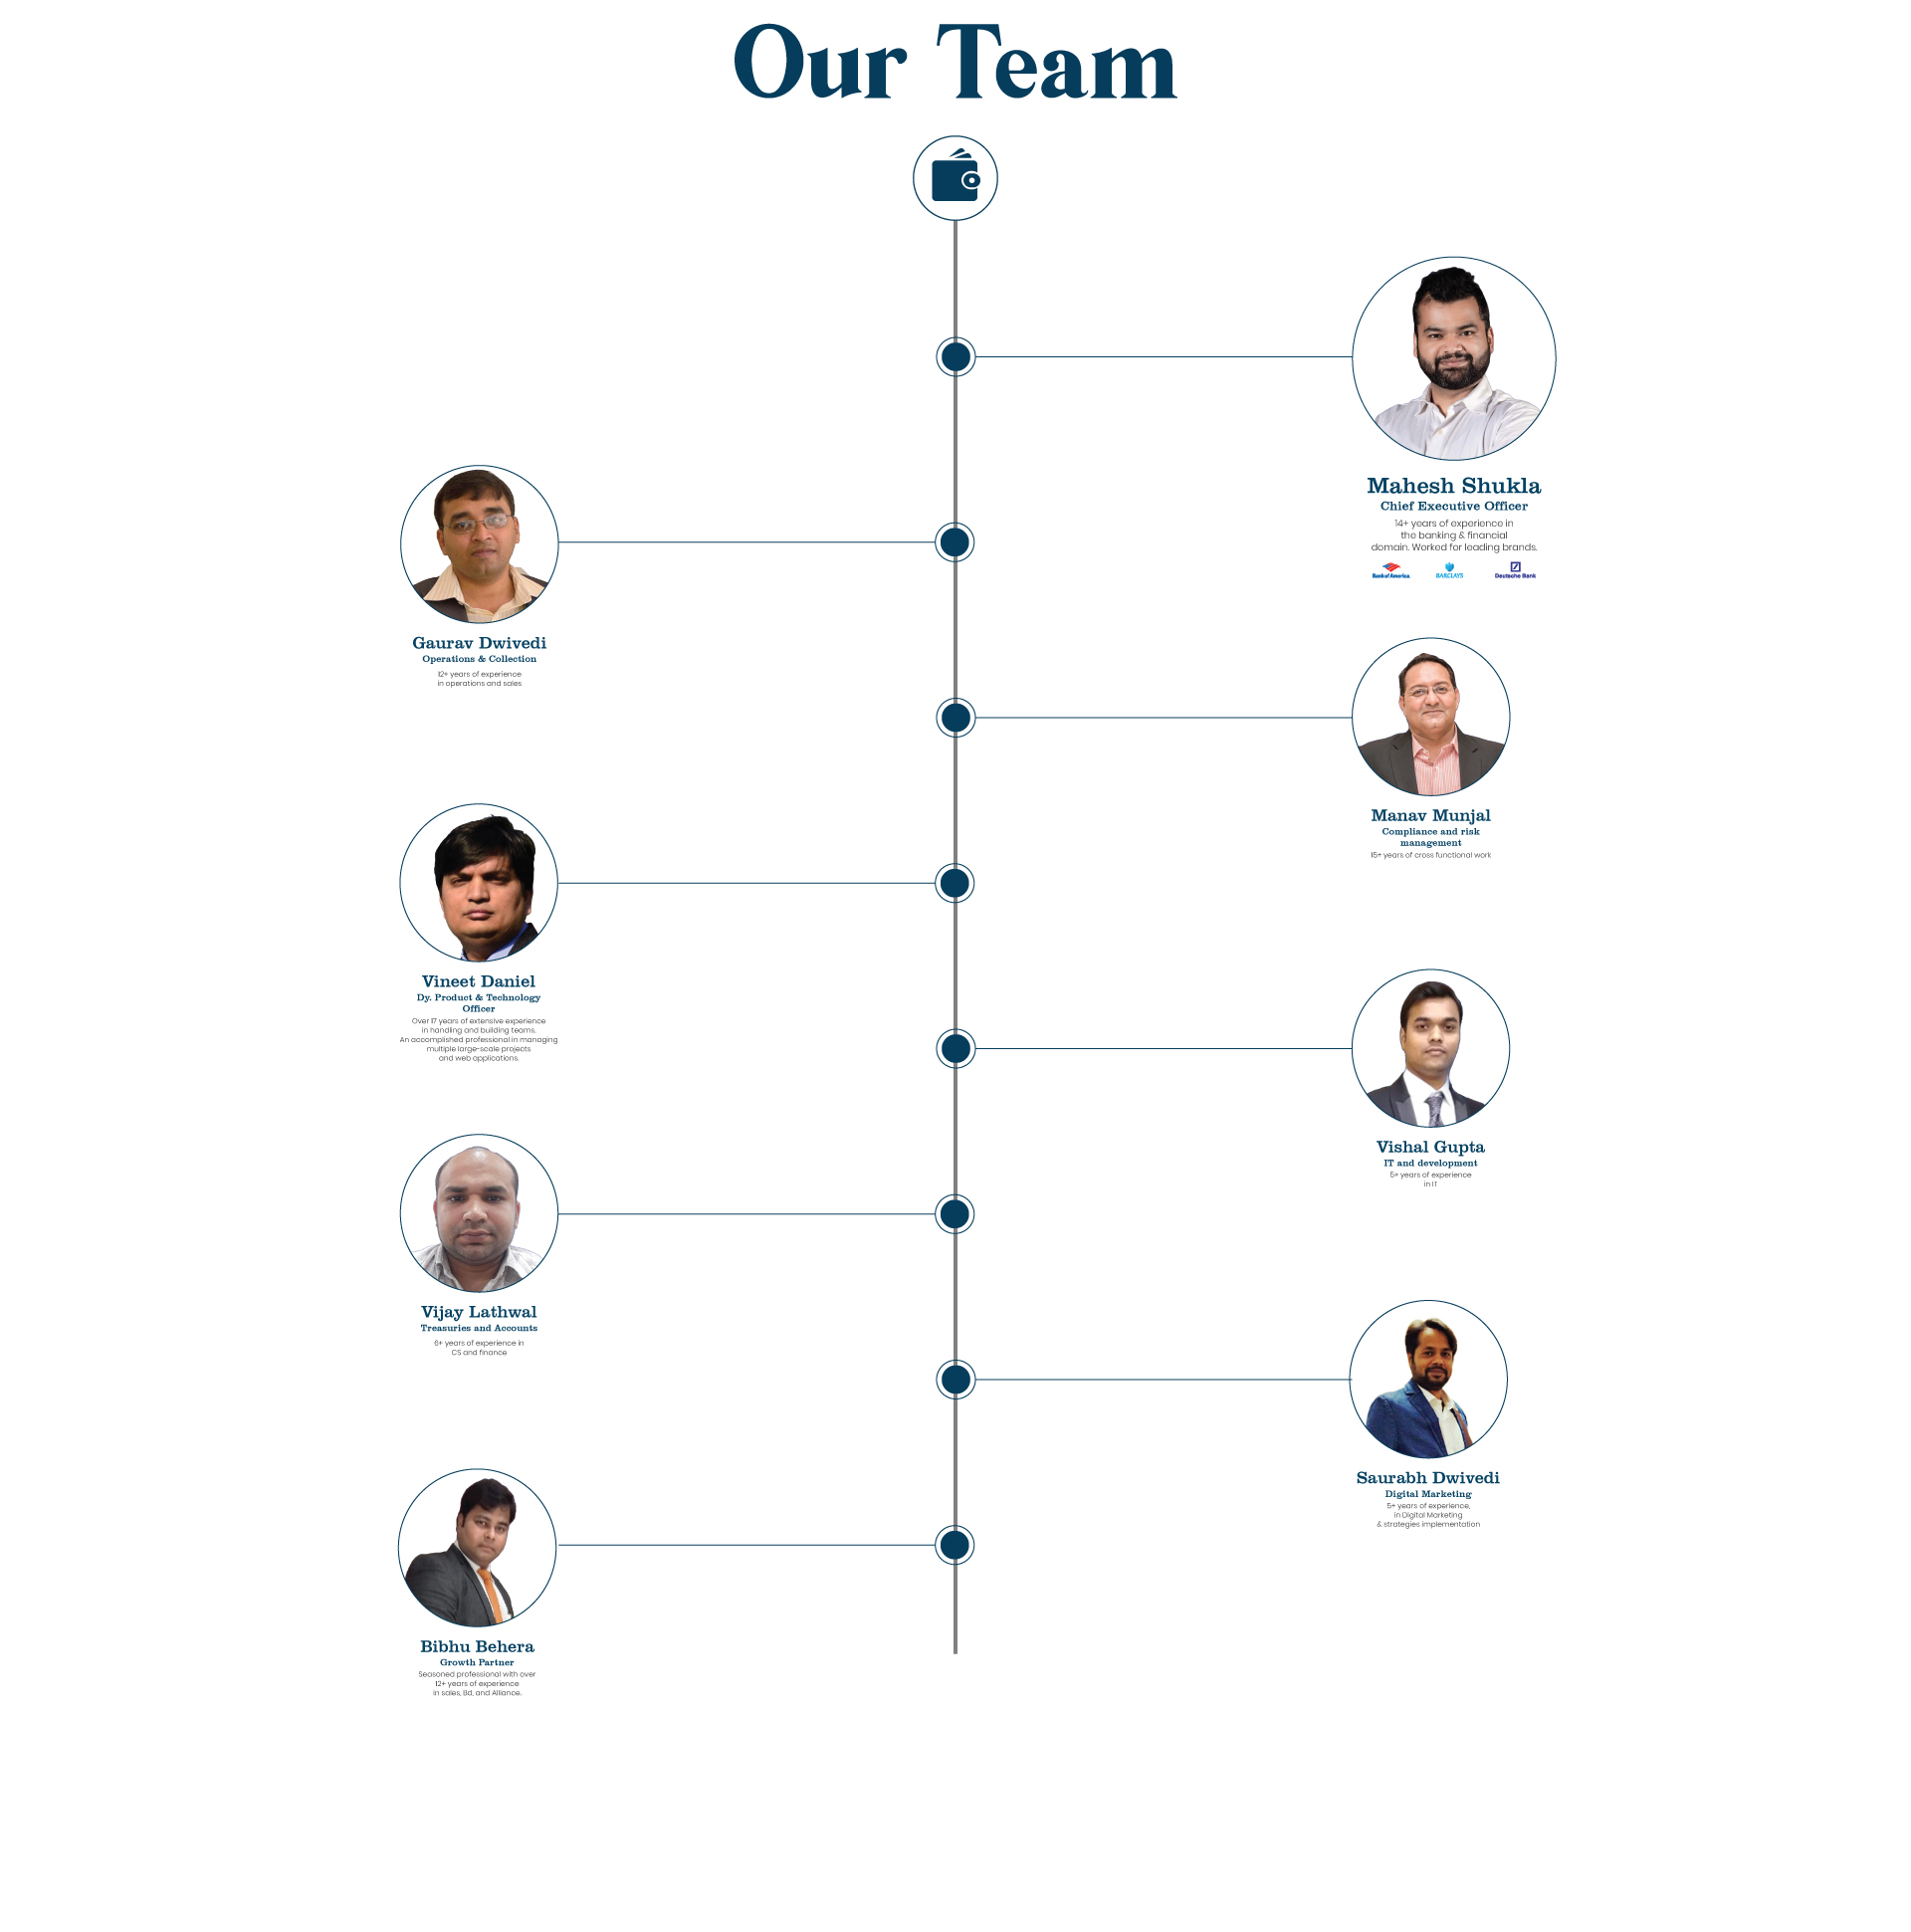 Our Team
Mahesh Shukla
Chief Executive Officer
14+ years of experience in
the banking & financial
domain. Worked for leading brands.
Bank of America
BARCLAYS
Deutsche Bank
Gaurav Dwivedi
Operations & Collection
12+ years of experience
in operations and sales
Manav Munjal
Compliance and risk
management
15+ years of cross functional work
Vineet Daniel
Dy. Product & Technology
Officer
Over 17 years of extensive experience
in handling and building teams.
An accomplished professional in managing
multiple large-scale projects
and web applications.
Vishal Gupta
IT and development
5+ years of experience
in IT
Vijay Lathwal
Treasuries and Accounts
6+ years of experience in
CS and finance
Saurabh Dwivedi
Digital Marketing
5+ years of experience,
in Digital Marketing
& strategies implementation
Bibhu Behera
Growth Partner
Seasoned professional with over
12+ years of experience
in sales, Bd, and Alliance.